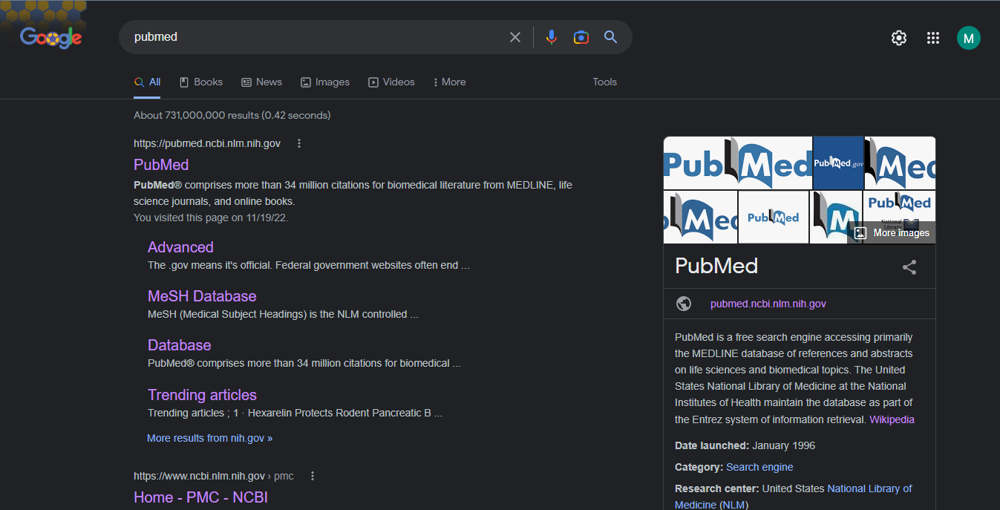 Google
pubmed
M
All
Books
News
Images
Videos
More
Tools
About 731,000,000 results (0.42 seconds)
https://pubmed.ncbi.nlm.nih.gov
PubMed
PubMed® comprises more than 34 million citations for biomedical literature from MEDLINE, life
science journals, and online books.
You visited this page on 11/19/22.
Advanced
The .gov means it's official. Federal government websites often end ...
MeSH Database
MeSH (Medical Subject Headings) is the NLM controlled ...
Database
PubMed® comprises more than 34 million citations for biomedical ...
Trending articles
Trending articles ; 1 · Hexarelin Protects Rodent Pancreatic B ...
More results from nih.gov »
https://www.ncbi.nlm.nih.gov › pmc
Home - PMC - NCBI
PubMed
PubMed.gov
Med
Med
PubMed
M
PubMed
National
Library
More images
PubMed
pubmed.ncbi.nlm.nih.gov
PubMed is a free search engine accessing primarily
the MEDLINE database of references and abstracts
on life sciences and biomedical topics. The United
States National Library of Medicine at the National
Institutes of Health maintain the database as part of
the Entrez system of information retrieval. Wikipedia
Date launched: January 1996
Category: Search engine
Research center: United States National Library of
Medicine (NLM)